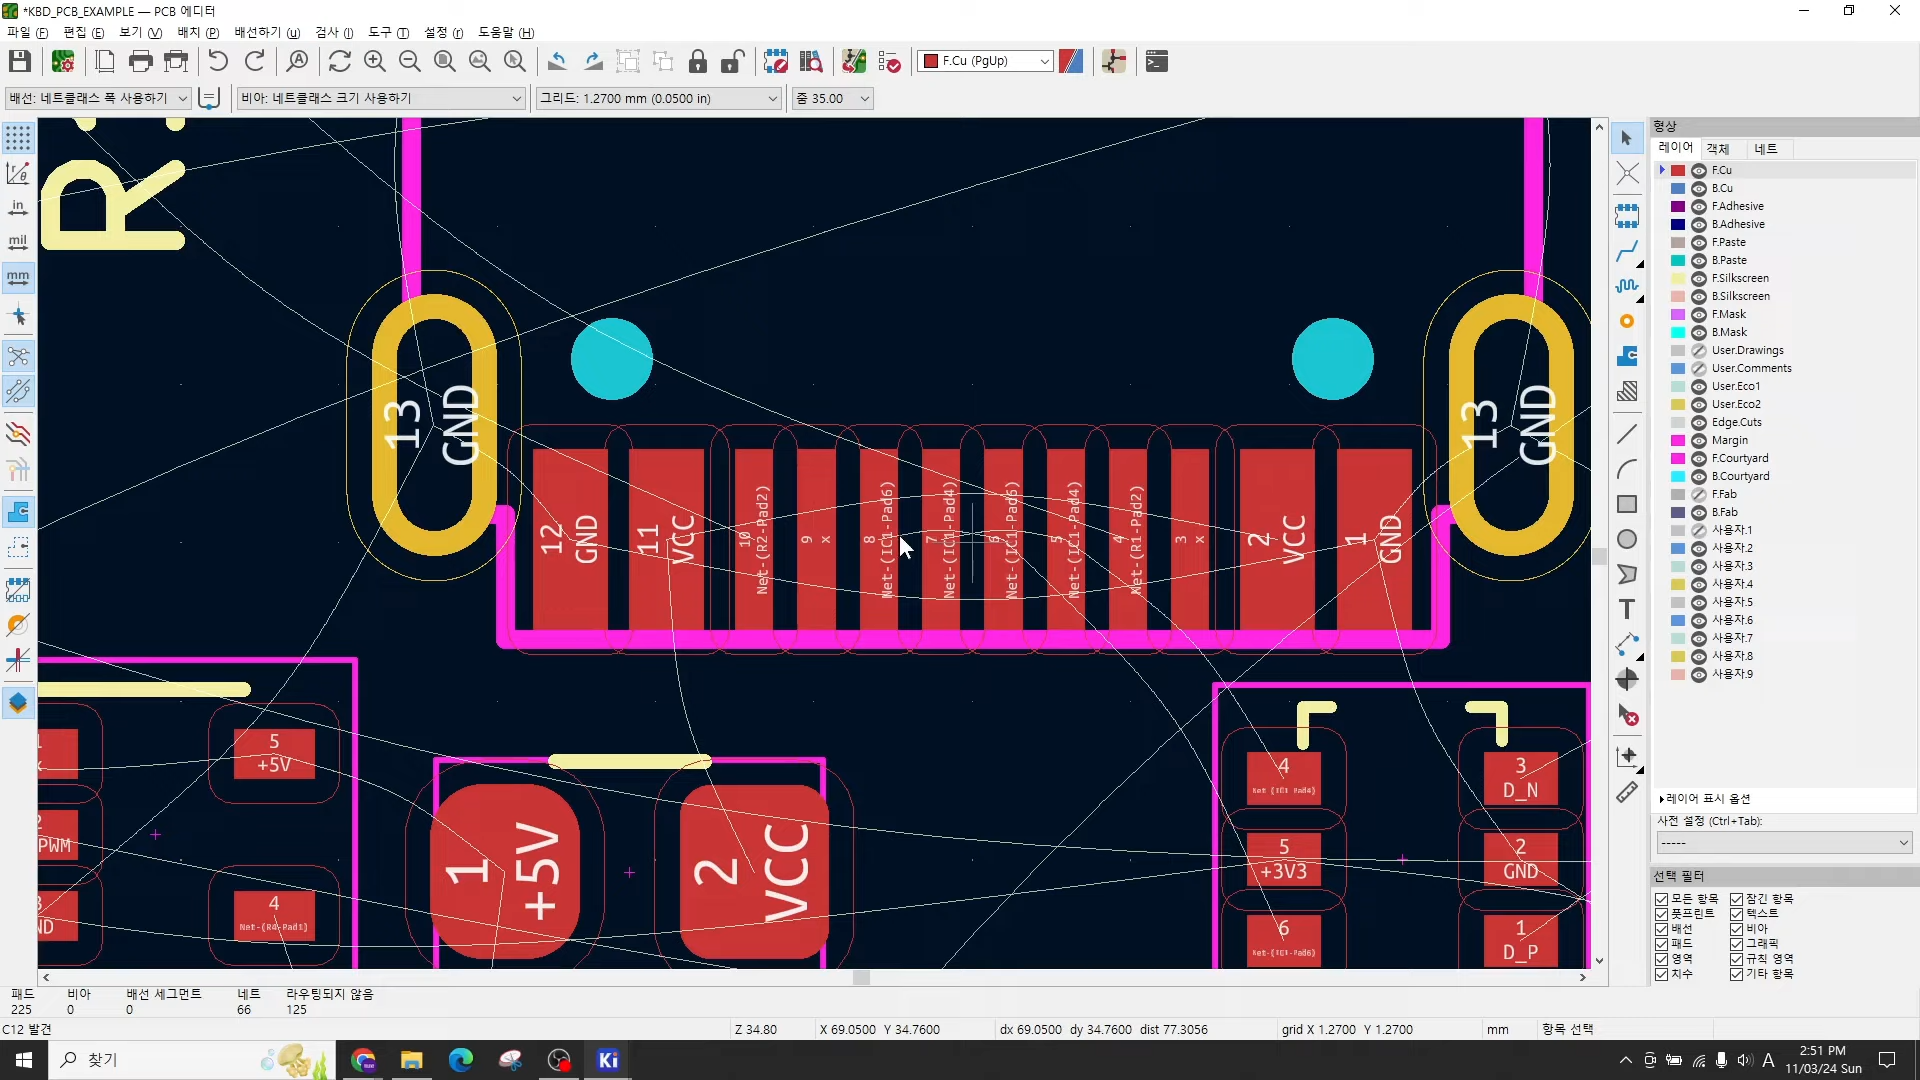 *KBD_PCB_EXAMPLE — PCB 에디터
파일 (F) 편집 (E) 보기 (V) 배치 (P) 배선하기 (u) 검사 (I) 도구 (T) 설정 (r) 도움말 (H)
F.Cu (PgUp)
배선: 네트클래스 폭 사용하기 비아: 네트클래스 크기 사용하기 그리드: 1.2700 mm (0.0500 in) 줌 35.00
in
mil
mm
R
13
GND
13
GND
12
GND
11
VCC
10
Net-(R2-Pad2)
9
x
8
Net-(IC1-Pad6)
7
Net-(IC1-Pad4)
6
Net-(IC1-Pad6)
5
Net-(IC1-Pad4)
4
Net-(R1-Pad2)
3
x
2
VCC
1
GND
5
+5V
PWM
4
Net-(R4-Pad1)
ND
1
+5V
2
VCC
4
Net-(IC1-Pad4)
5
+3V3
6
Net-(IC1-Pad6)
3
D_N
2
GND
1
D_P
형상
레이어 객체 네트
F.Cu
B.Cu
F.Adhesive
B.Adhesive
F.Paste
B.Paste
F.Silkscreen
B.Silkscreen
F.Mask
B.Mask
User.Drawings
User.Comments
User.Eco1
User.Eco2
Edge.Cuts
Margin
F.Courtyard
B.Courtyard
F.Fab
B.Fab
사용자.1
사용자.2
사용자.3
사용자.4
사용자.5
사용자.6
사용자.7
사용자.8
사용자.9
레이어 표시 옵션
사전 설정 (Ctrl+Tab):
-----
선택 필터
모든 항목 잠긴 항목
풋프린트 텍스트
배선 비아
패드 그래픽
영역 규칙 영역
치수 기타 항목
패드 비아 배선 세그먼트 네트 라우팅되지 않음
225 0 0 66 125
C12 발견 Z 34.80 X 69.0500 Y 34.7600 dx 69.0500 dy 34.7600 dist 77.3056 grid X 1.2700 Y 1.2700 mm 항목 선택
찾기
Ki
A
2:51 PM
11/03/24 Sun